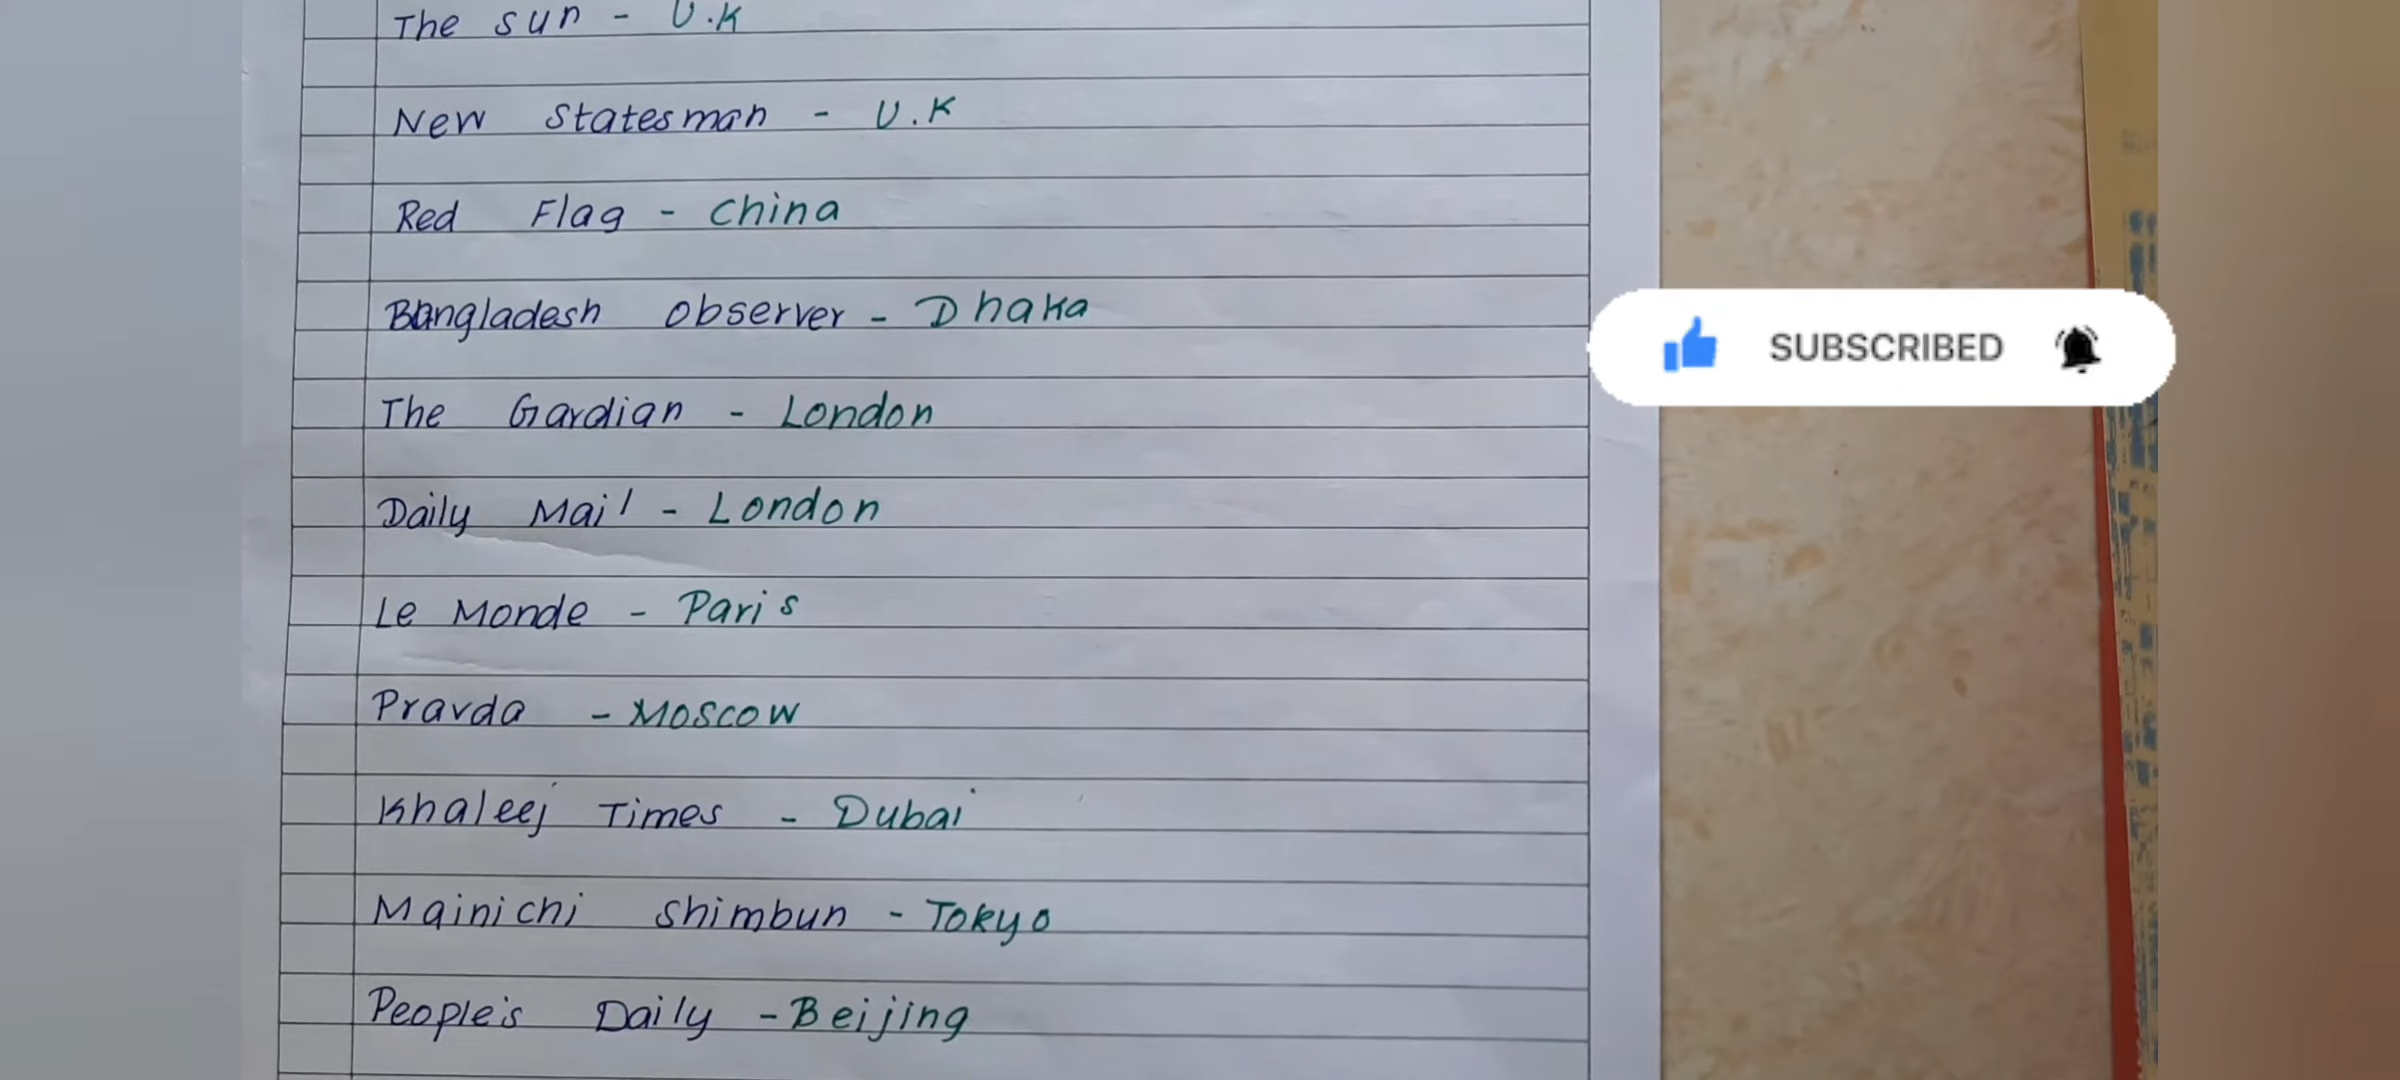 The sun - U.K
New Statesman - U.K
Red Flag - China
Bangladesh observer - Dhaka
The Gardian - London
Daily Mail - London
Le Monde - Paris
Pravda - Moscow
Khaleej Times - Dubai
Mainichi shimbun - Tokyo
People's Daily - Beijing
SUBSCRIBED